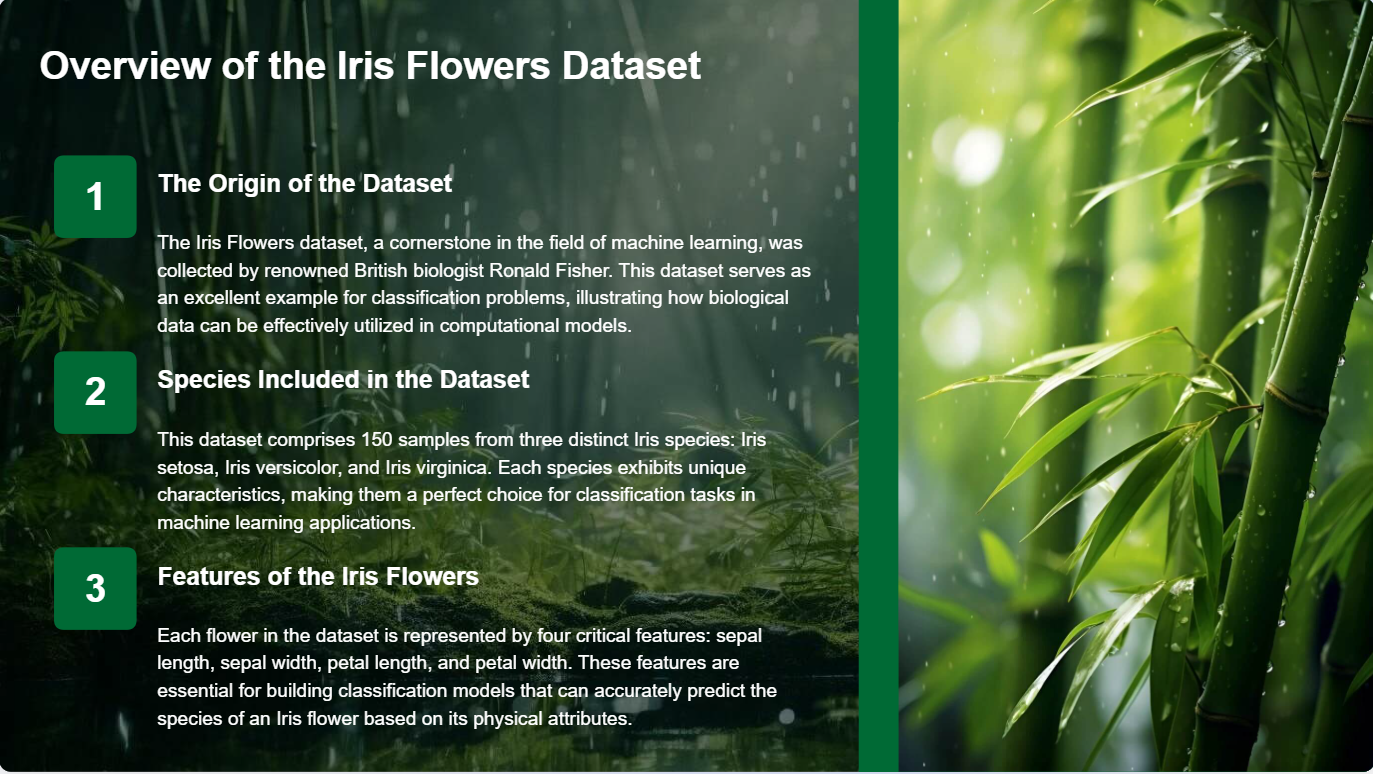 Overview of the Iris Flowers Dataset
1
The Origin of the Dataset
The Iris Flowers dataset, a cornerstone in the field of machine learning, was
collected by renowned British biologist Ronald Fisher. This dataset serves as
an excellent example for classification problems, illustrating how biological
data can be effectively utilized in computational models.
2
Species Included in the Dataset
This dataset comprises 150 samples from three distinct Iris species: Iris
setosa, Iris versicolor, and Iris virginica. Each species exhibits unique
characteristics, making them a perfect choice for classification tasks in
machine learning applications.
3
Features of the Iris Flowers
Each flower in the dataset is represented by four critical features: sepal
length, sepal width, petal length, and petal width. These features are
essential for building classification models that can accurately predict the
species of an Iris flower based on its physical attributes.